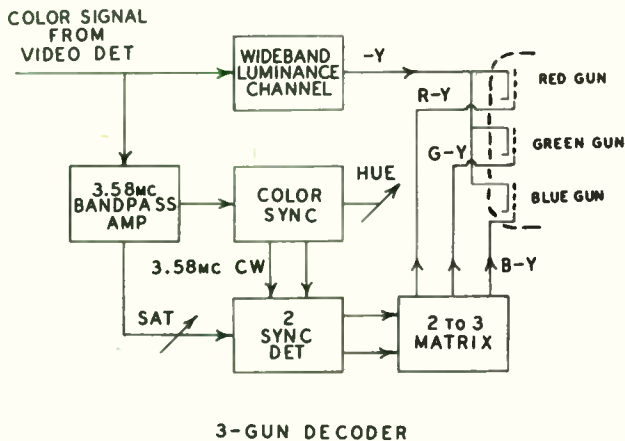 COLOR SIGNAL
FROM
VIDEO DET
WIDEBAND
LUMINANCE
CHANNEL
-Y
RED GUN
R-Y
G-Y
GREEN GUN
BLUE GUN
3.58MC
BANDPASS
AMP
COLOR
SYNC
HUE
3.58MC CW
B-Y
SAT
2
SYNC
DET
2 TO 3
MATRIX
3-GUN DECODER